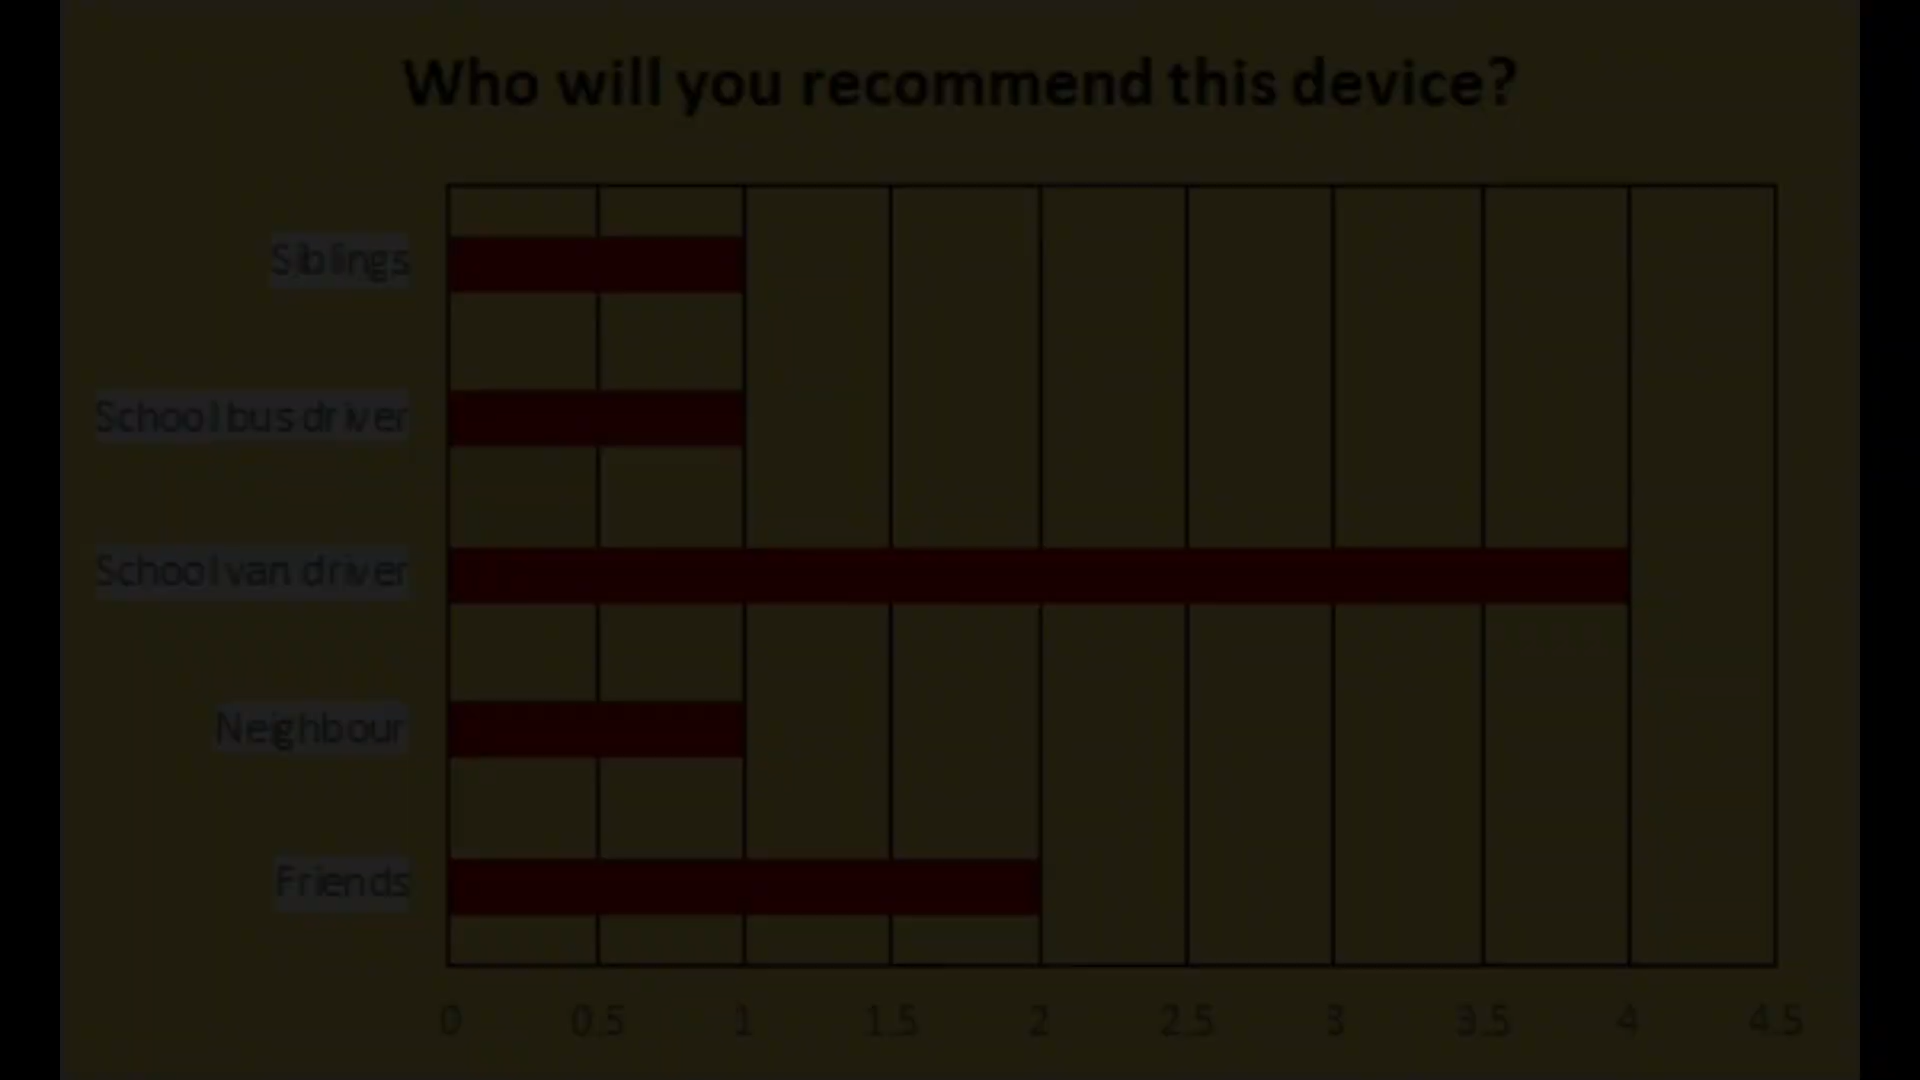 Who will you recommend this device?
Siblings
School bus driver
School van driver
Neighbour
Friends
0 0.5 1 1.5 2 2.5 3 3.5 4 4.5